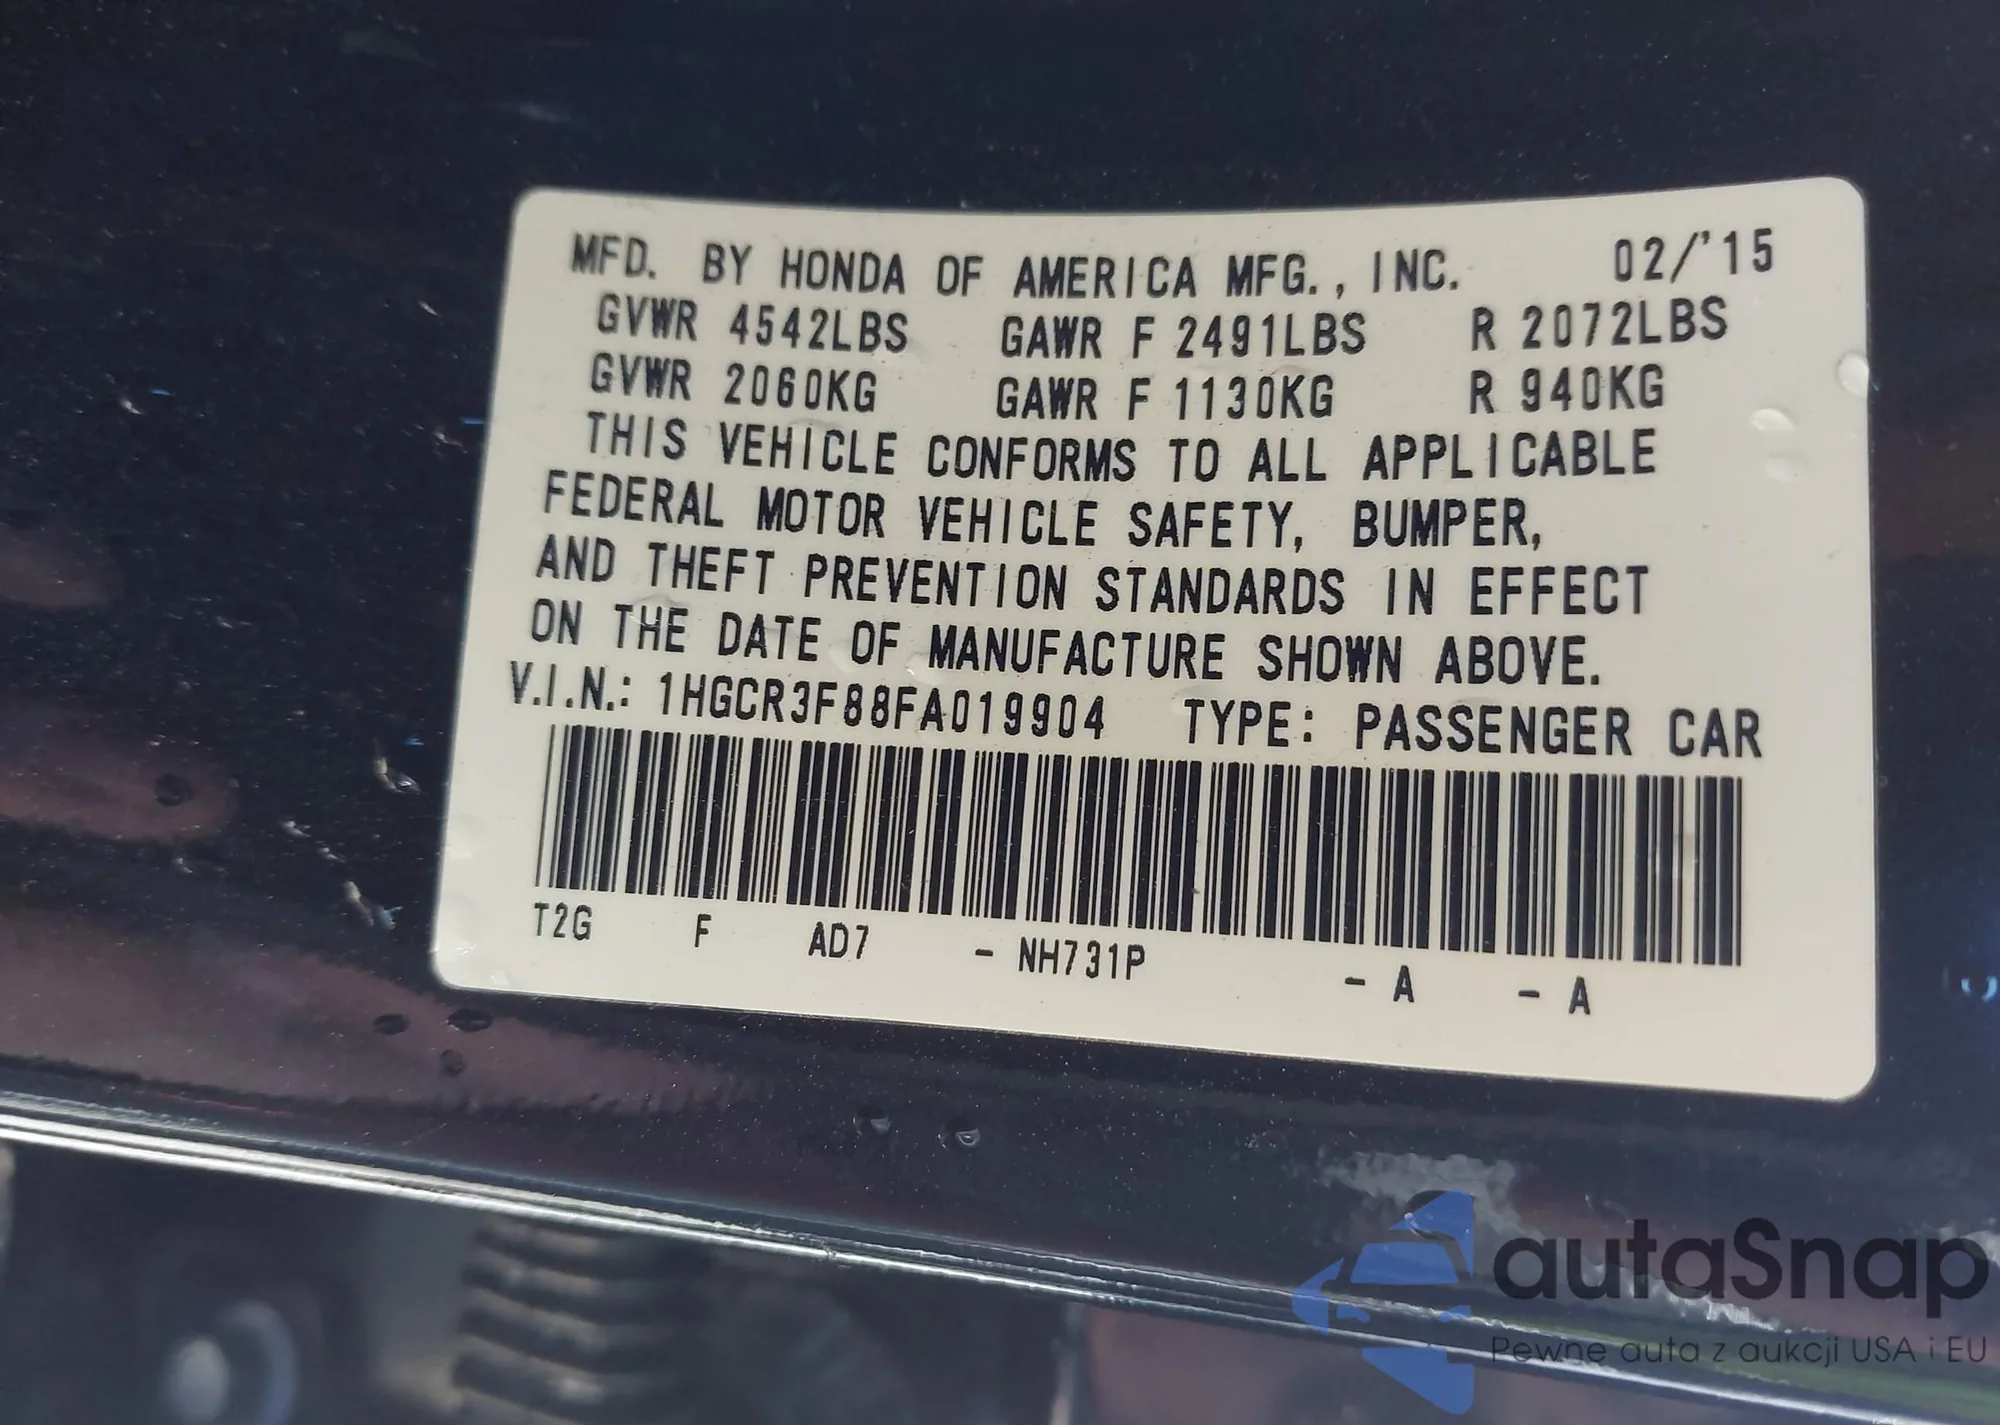 MFD. BY HONDA OF AMERICA MFG., INC. 02/'15
GVWR 4542LBS GAWR F 2491LBS R 2072LBS
GVWR 2060KG GAWR F 1130KG R 940KG
THIS VEHICLE CONFORMS TO ALL APPLICABLE
FEDERAL MOTOR VEHICLE SAFETY, BUMPER,
AND THEFT PREVENTION STANDARDS IN EFFECT
ON THE DATE OF MANUFACTURE SHOWN ABOVE.
V.I.N.: 1HGCR3F88FA019904 TYPE: PASSENGER CAR
T2G F AD7 - NH731P - A - A
autaSnap
Pewne auta z aukcji USA i EU